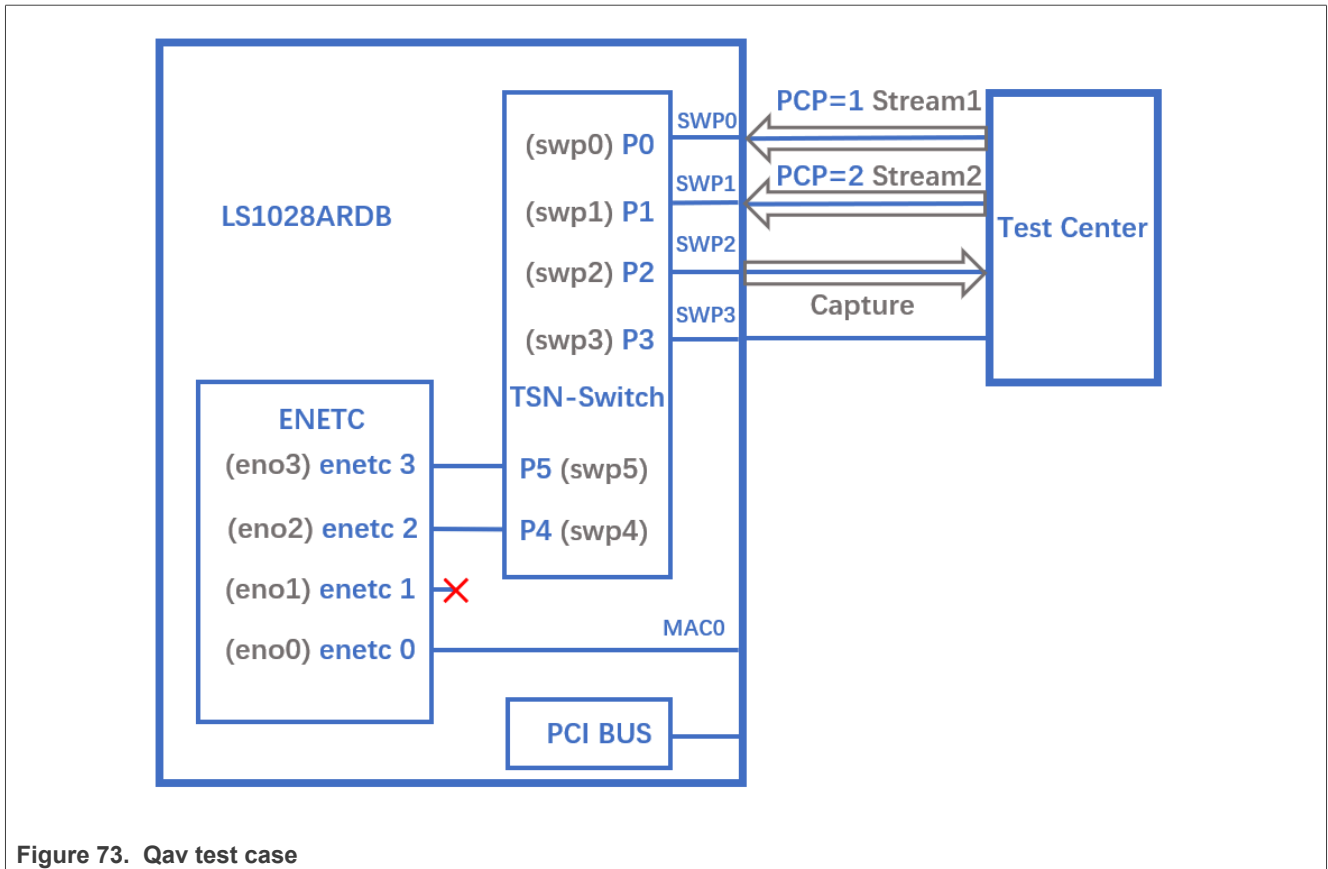 SWP0
PCP=1 Stream1
(swp0) P0
SWP1
PCP=2 Stream2
LS1028ARDB
(swp1) P1
Test Center
SWP2
(swp2) P2
Capture
SWP3
(swp3) P3
TSN-Switch
ENETC
(eno3) enetc 3
P5 (swp5)
(eno2) enetc 2
P4 (swp4)
(eno1) enetc 1
MAC0
(eno0) enetc 0
PCI BUS
Figure 73. Qav test case